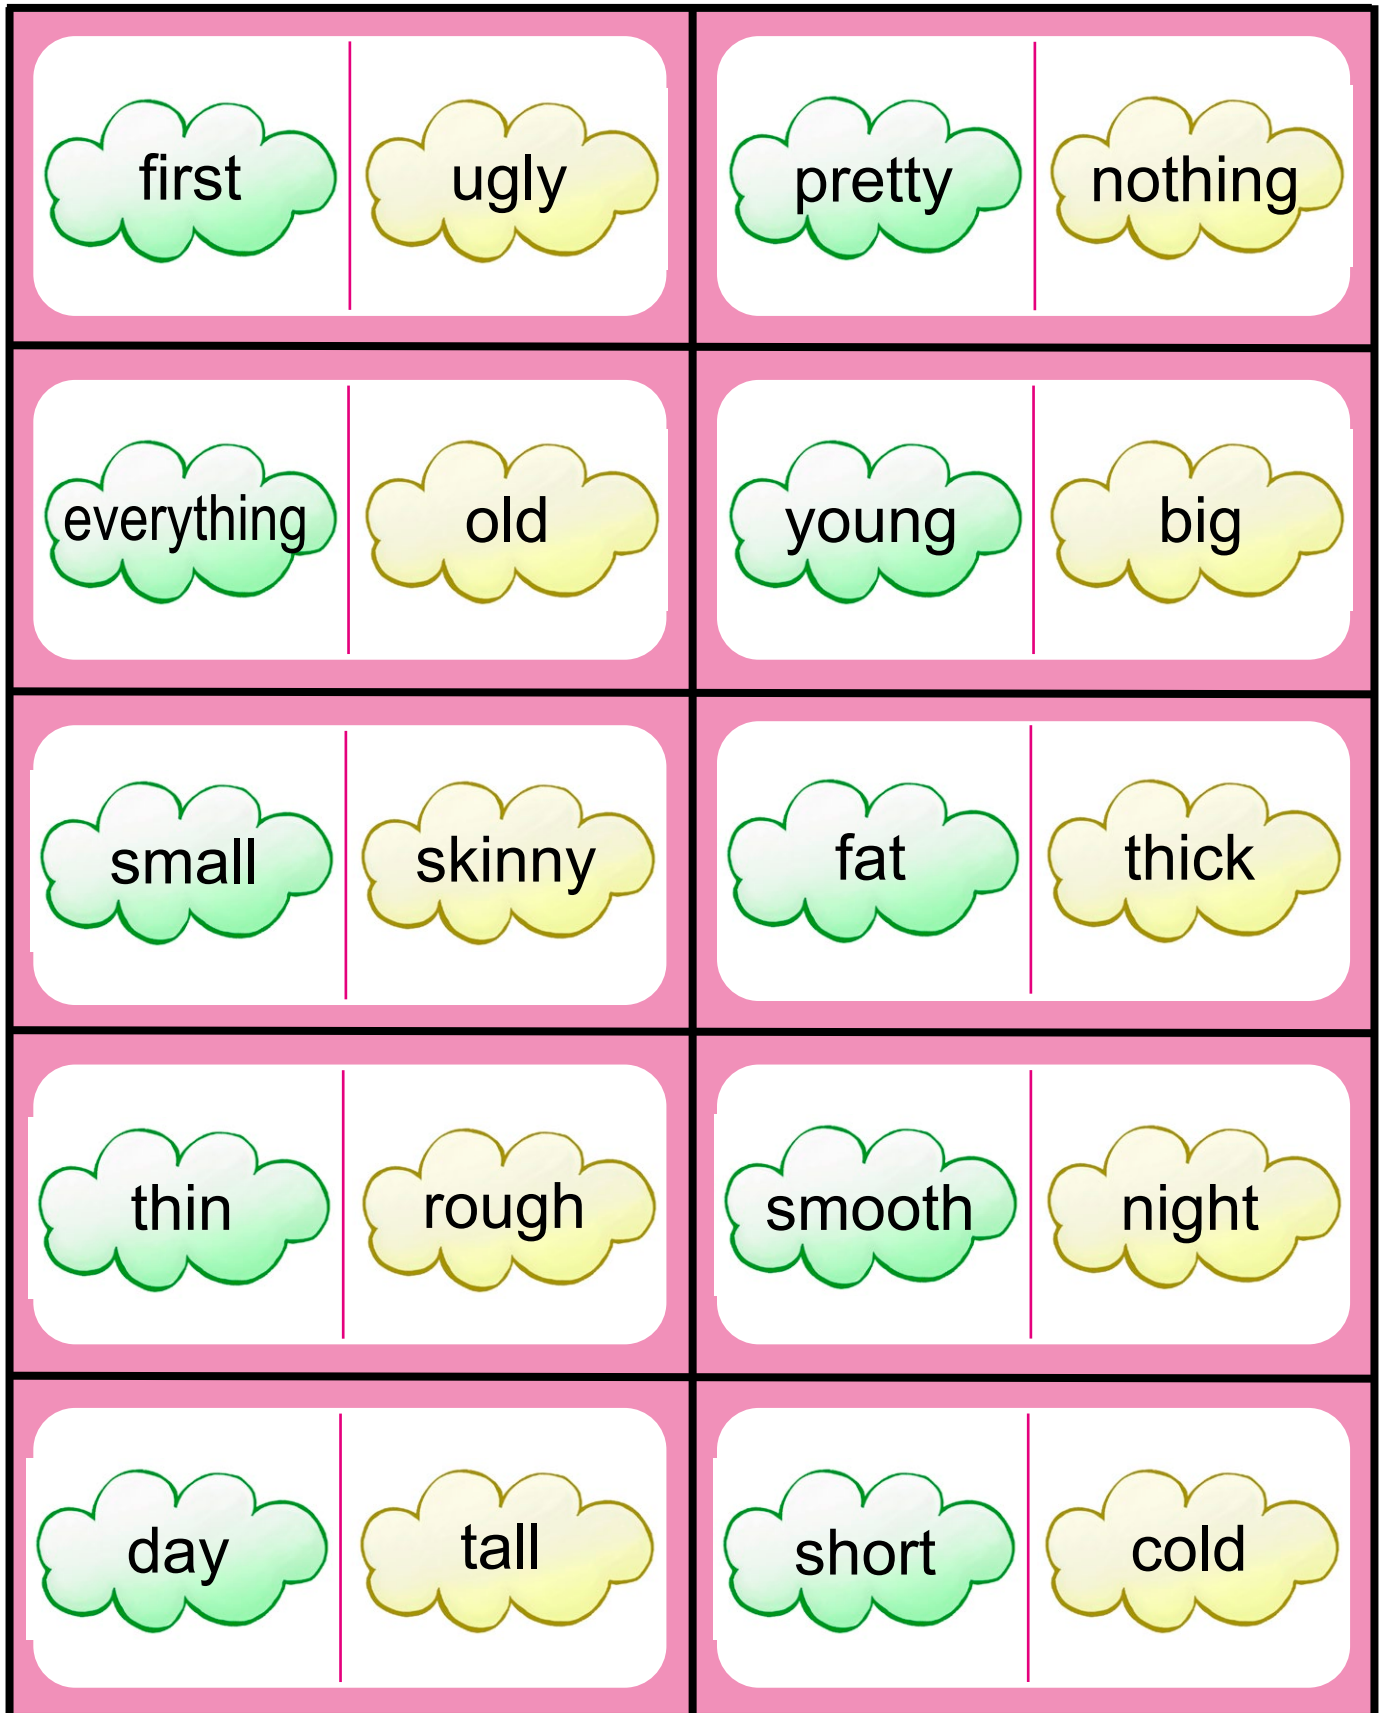 first ugly pretty nothing
everything old young big
small skinny fat thick
thin rough smooth night
day tall short cold